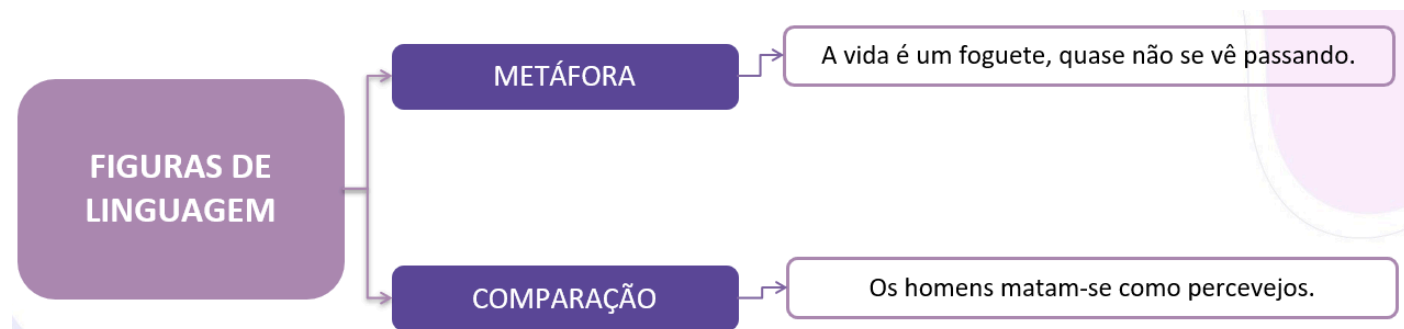 FIGURAS DE
LINGUAGEM
METÁFORA
A vida é um foguete, quase não se vê passando.
COMPARAÇÃO
Os homens matam-se como percevejos.